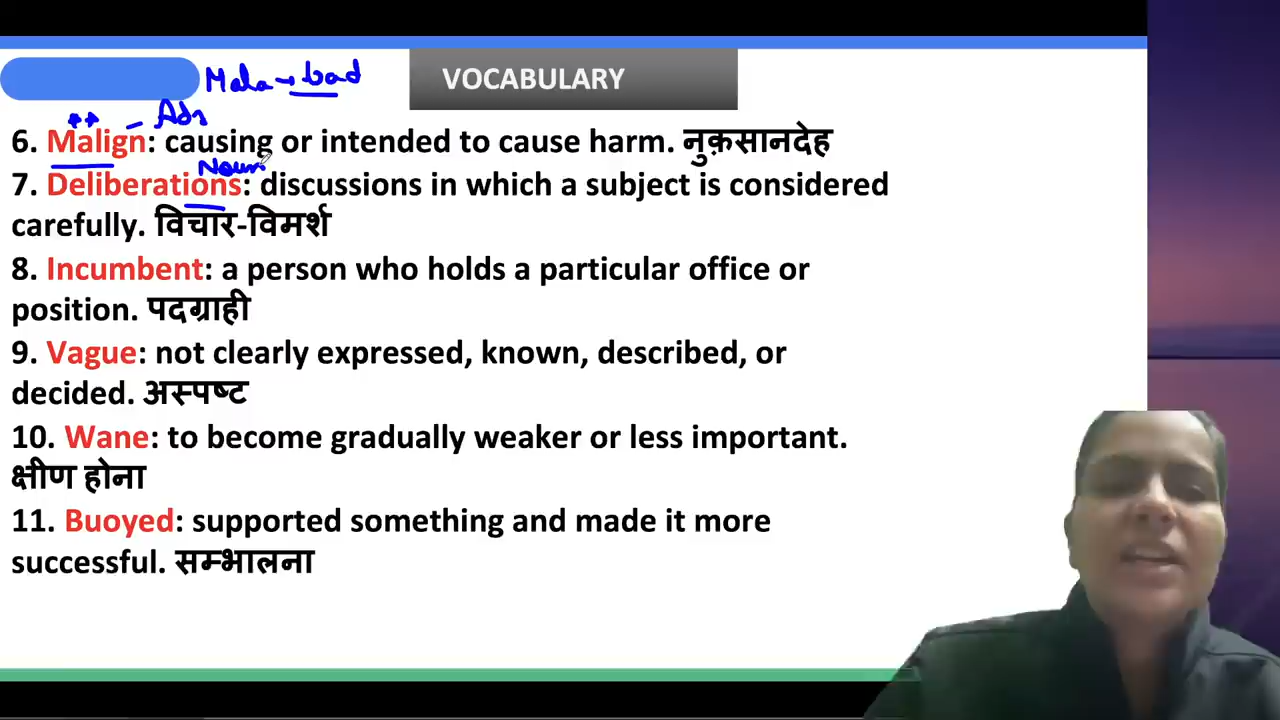 Mala → bad
VOCABULARY
** – Adj
6. Malign: causing or intended to cause harm. नुक़सानदेह
Noun
7. Deliberations: discussions in which a subject is considered
carefully. विचार-विमर्श
8. Incumbent: a person who holds a particular office or
position. पदग्राही
9. Vague: not clearly expressed, known, described, or
decided. अस्पष्ट
10. Wane: to become gradually weaker or less important.
क्षीण होना
11. Buoyed: supported something and made it more
successful. सम्भालना